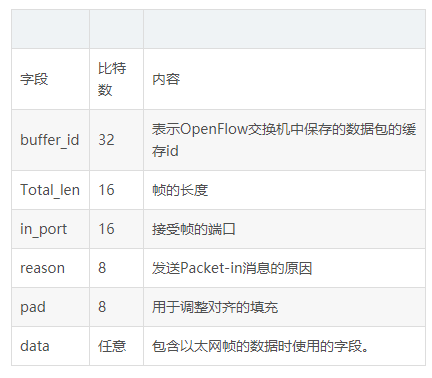 字段 比特数 内容
buffer_id 32 表示OpenFlow交换机中保存的数据包的缓存id
Total_len 16 帧的长度
in_port 16 接受帧的端口
reason 8 发送Packet-in消息的原因
pad 8 用于调整对齐的填充
data 任意 包含以太网帧的数据时使用的字段。